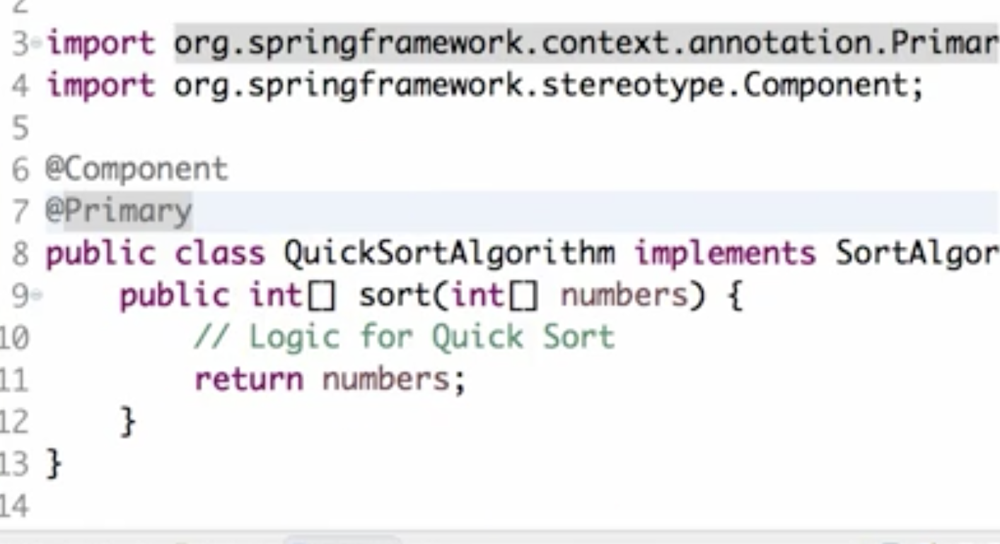 2
3 import org.springframework.context.annotation.Primar
4 import org.springframework.stereotype.Component;
5
6 @Component
7 @Primary
8 public class QuickSortAlgorithm implements SortAlgor
9 public int[] sort(int[] numbers) {
10 // Logic for Quick Sort
11 return numbers;
12 }
13 }
14